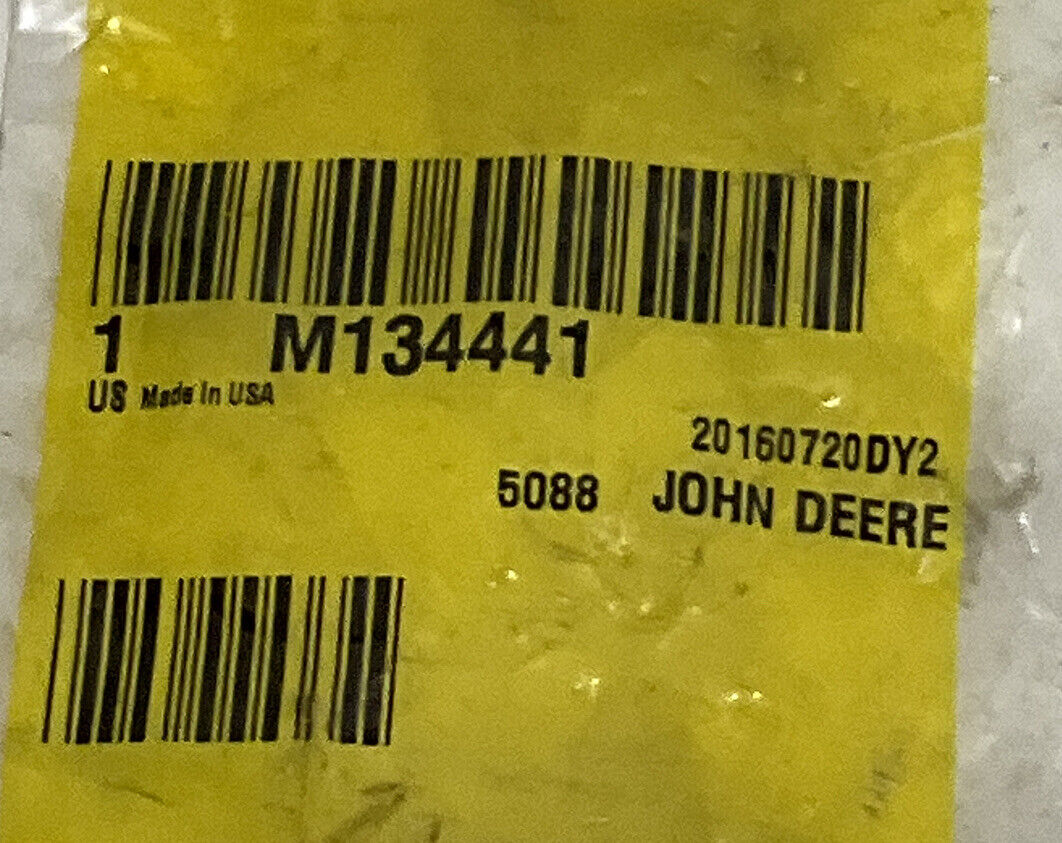 1 M134441
US Made In USA
20160720DY2
5088 JOHN DEERE